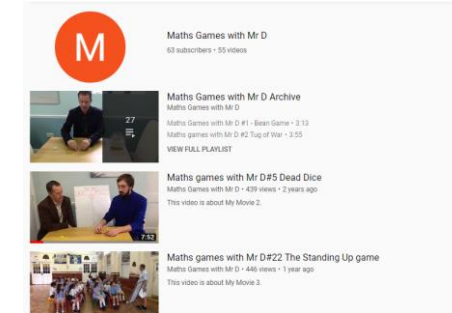 M
Maths Games with Mr D
63 subscribers • 55 videos
27
Maths Games with Mr D Archive
Maths Games with Mr D
Maths Games with Mr D #1 - Bean Game • 3:13
Maths games with Mr D #2 Tug of War • 3:55
VIEW FULL PLAYLIST
7:52
Maths games with Mr D#5 Dead Dice
Maths Games with Mr D • 439 views • 2 years ago
This video is about My Movie 2.
Maths games with Mr D#22 The Standing Up game
Maths Games with Mr D • 446 views • 1 year ago
This video is about My Movie 3.